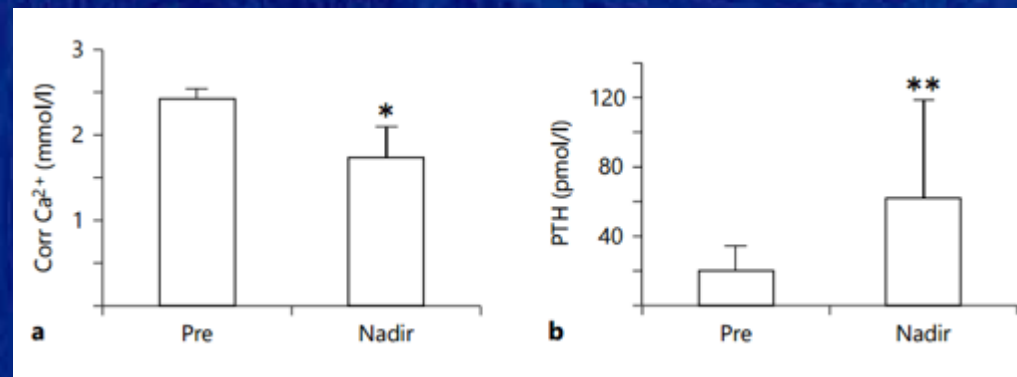 3
2
1
Corr Ca²⁺ (mmol/l)
*
Pre
Nadir
a
120
80
40
PTH (pmol/l)
**
Pre
Nadir
b